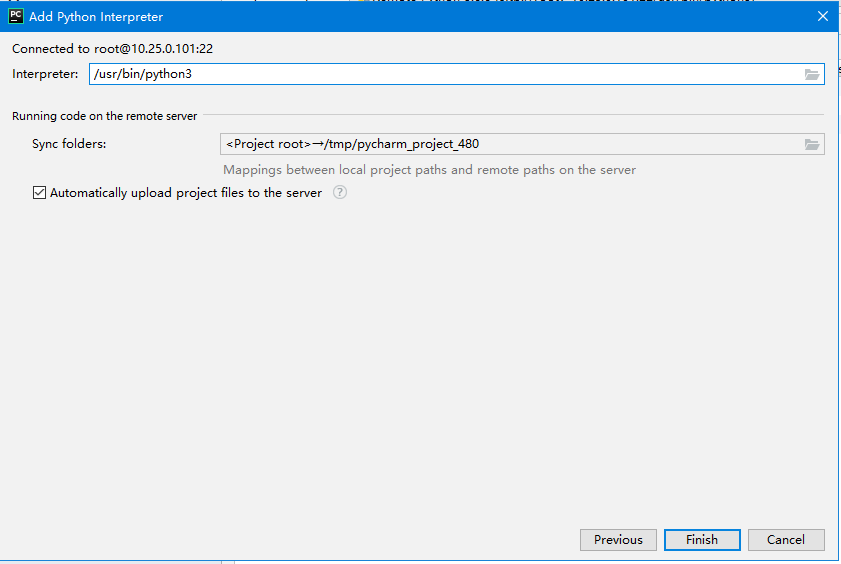 PC Add Python Interpreter
Connected to root@10.25.0.101:22
Interpreter: /usr/bin/python3
Running code on the remote server
Sync folders: <Project root>→/tmp/pycharm_project_480
Mappings between local project paths and remote paths on the server
Automatically upload project files to the server ?
Previous Finish Cancel